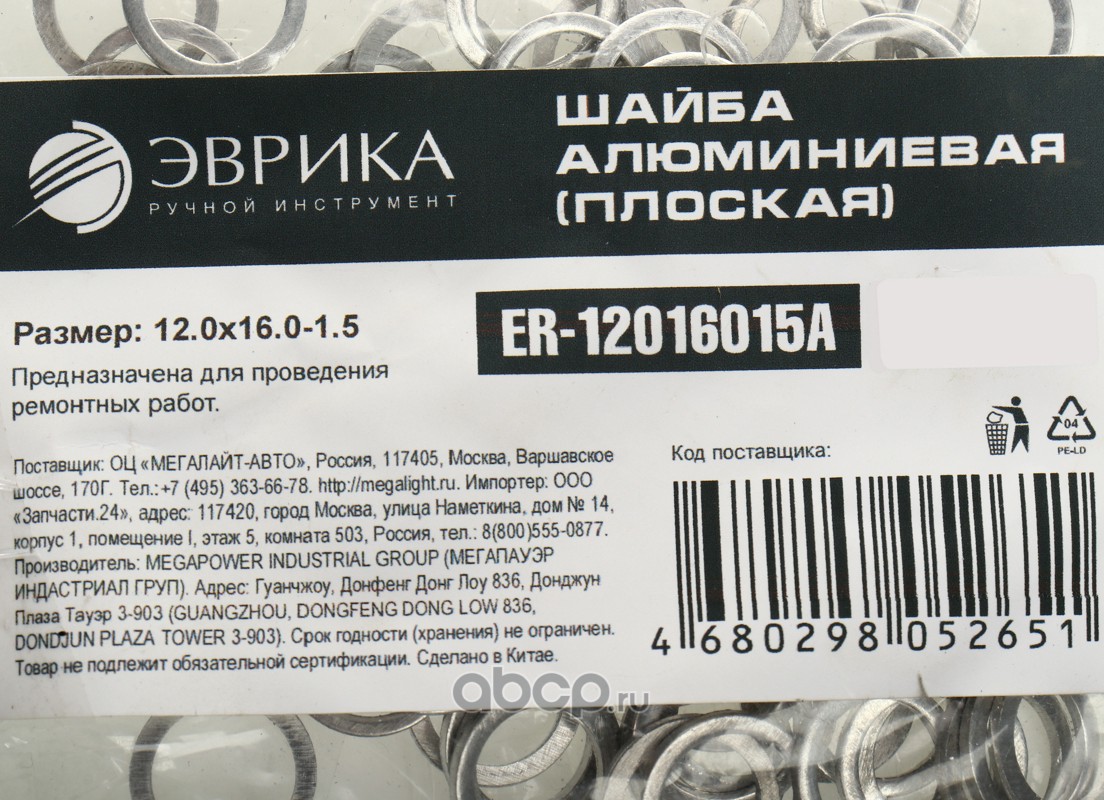 ЭВРИКА
РУЧНОЙ ИНСТРУМЕНТ
ШАЙБА
АЛЮМИНИЕВАЯ
(ПЛОСКАЯ)
Размер: 12.0x16.0-1.5
ER-12016015A
Предназначена для проведения
ремонтных работ.
04
PE-LD
Поставщик: ОЦ «МЕГАЛАЙТ-АВТО», Россия, 117405, Москва, Варшавское
шоссе, 170Г. Тел.: +7 (495) 363-66-78. http://megalight.ru. Импортер: ООО
«Запчасти.24», адрес: 117420, город Москва, улица Наметкина, дом № 14,
корпус 1, помещение I, этаж 5, комната 503, Россия, тел.: 8(800)555-0877.
Производитель: MEGAPOWER INDUSTRIAL GROUP (МЕГАПАУЭР
ИНДАСТРИАЛ ГРУП). Адрес: Гуанчжоу, Донфенг Донг Лоу 836, Донджун
Плаза Тауэр 3-903 (GUANGZHOU, DONGFENG DONG LOW 836,
DONDJUN PLAZA TOWER 3-903). Срок годности (хранения) не ограничен.
Товар не подлежит обязательной сертификации. Сделано в Китае.
Код поставщика:
4 680298 052651
abcp.ru